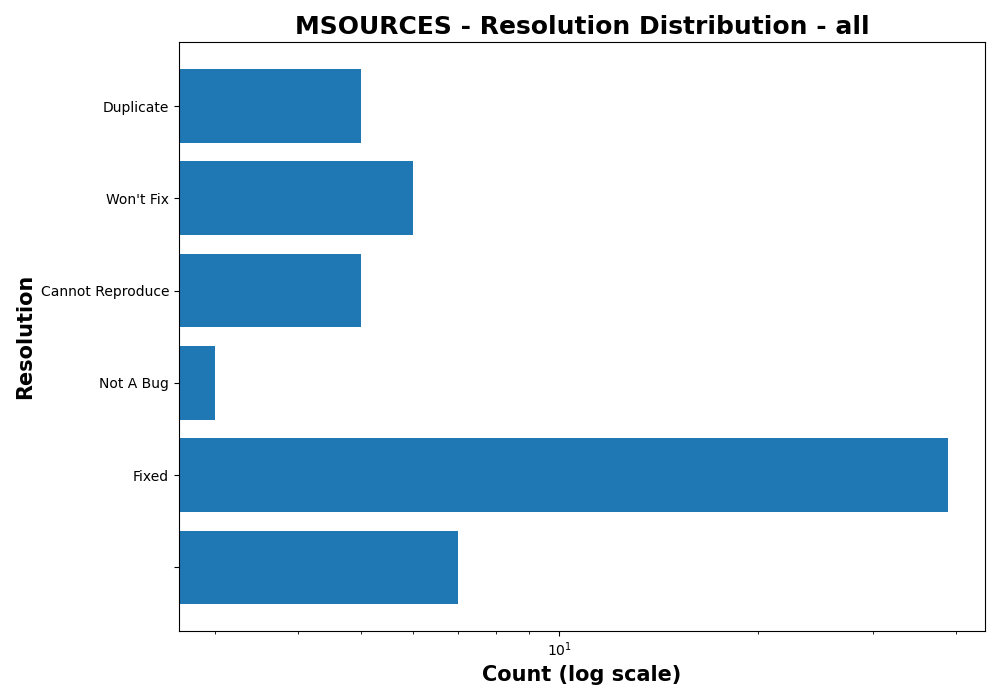 MSOURCES - Resolution Distribution - all
Duplicate
Won't Fix
Cannot Reproduce
Not A Bug
Fixed
Resolution
10¹
Count (log scale)